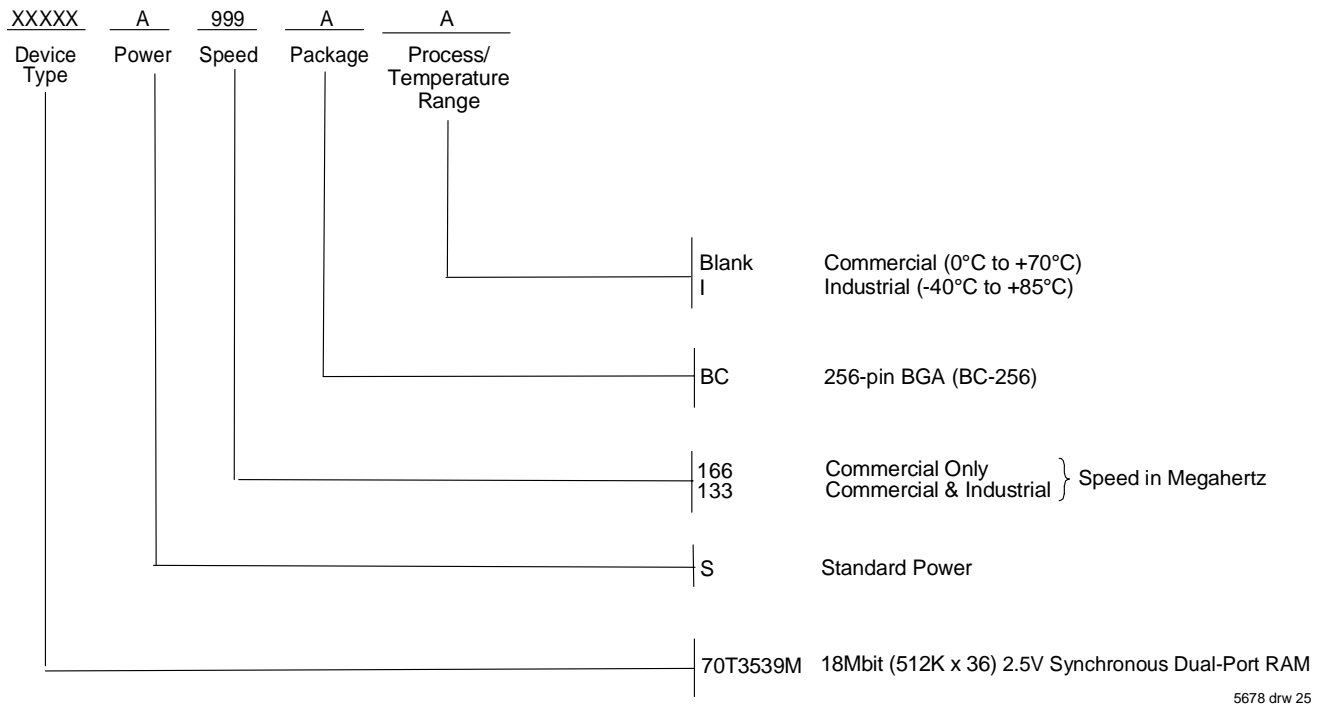 XXXXX A 999 A A
Device Type Power Speed Package Process/ Temperature Range
Blank Commercial (0°C to +70°C)
I Industrial (-40°C to +85°C)
BC 256-pin BGA (BC-256)
166 Commercial Only
133 Commercial & Industrial
Speed in Megahertz
S Standard Power
70T3539M 18Mbit (512K x 36) 2.5V Synchronous Dual-Port RAM
5678 drw 25